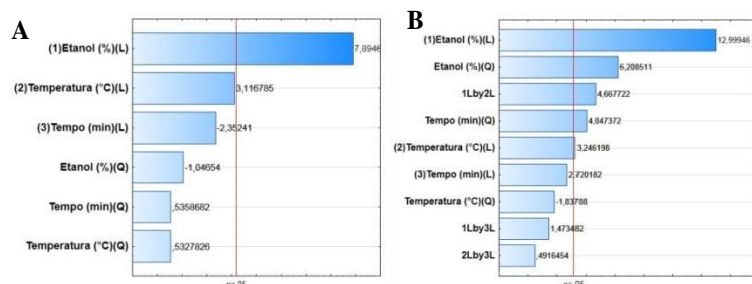 A
(1)Etanol (%)(L)
7,8946
(2)Temperatura (°C)(L)
3,116785
(3)Tempo (min)(L)
-2,35241
Etanol (%)(Q)
-1,04654
Tempo (min)(Q)
,5358682
Temperatura (°C)(Q)
,5327826
B
(1)Etanol (%)(L)
12,99946
Etanol (%)(Q)
6,208511
1Lby2L
4,667722
Tempo (min)(Q)
4,047372
(2)Temperatura (°C)(L)
3,246198
(3)Tempo (min)(L)
2,720182
Temperatura (°C)(Q)
-1,83788
1Lby3L
1,473482
2Lby3L
,4916454